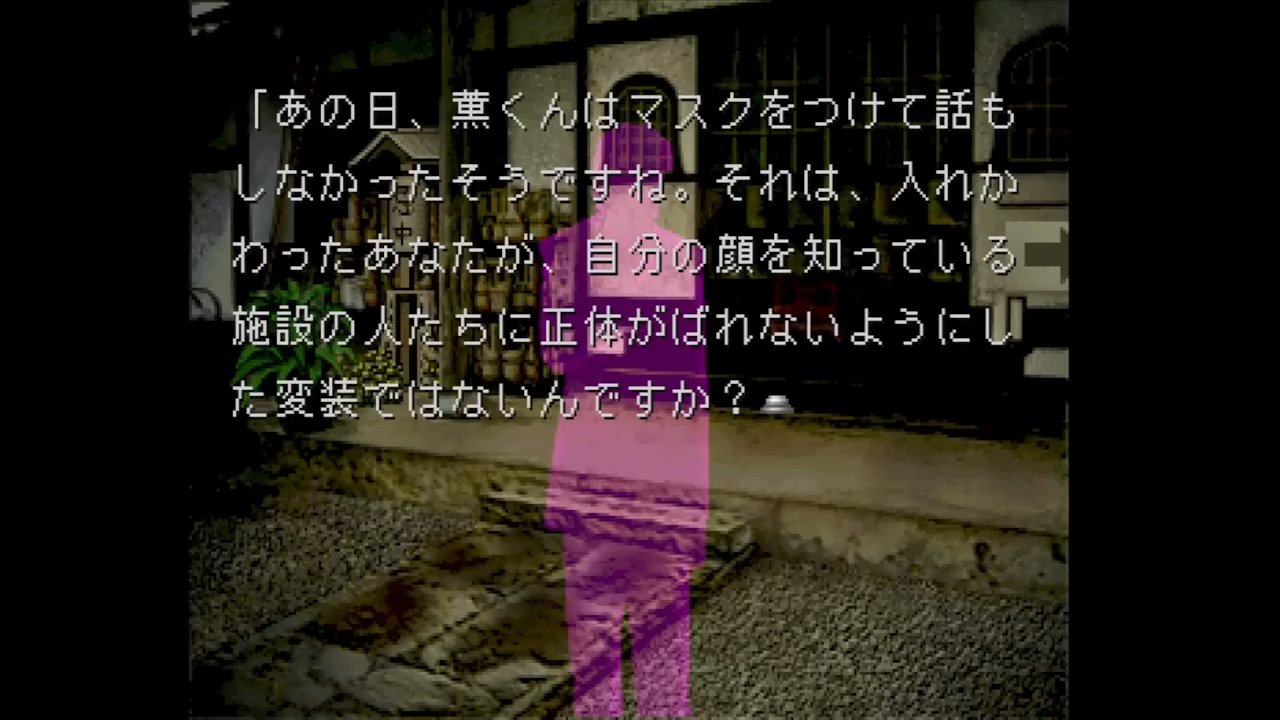 「あの日、薫くんはマスクをつけて話も
しなかったそうですね。それは、入れか
わったあなたが、自分の顔を知っている
施設の人たちに正体がばれないようにし
た変装ではないんですか？